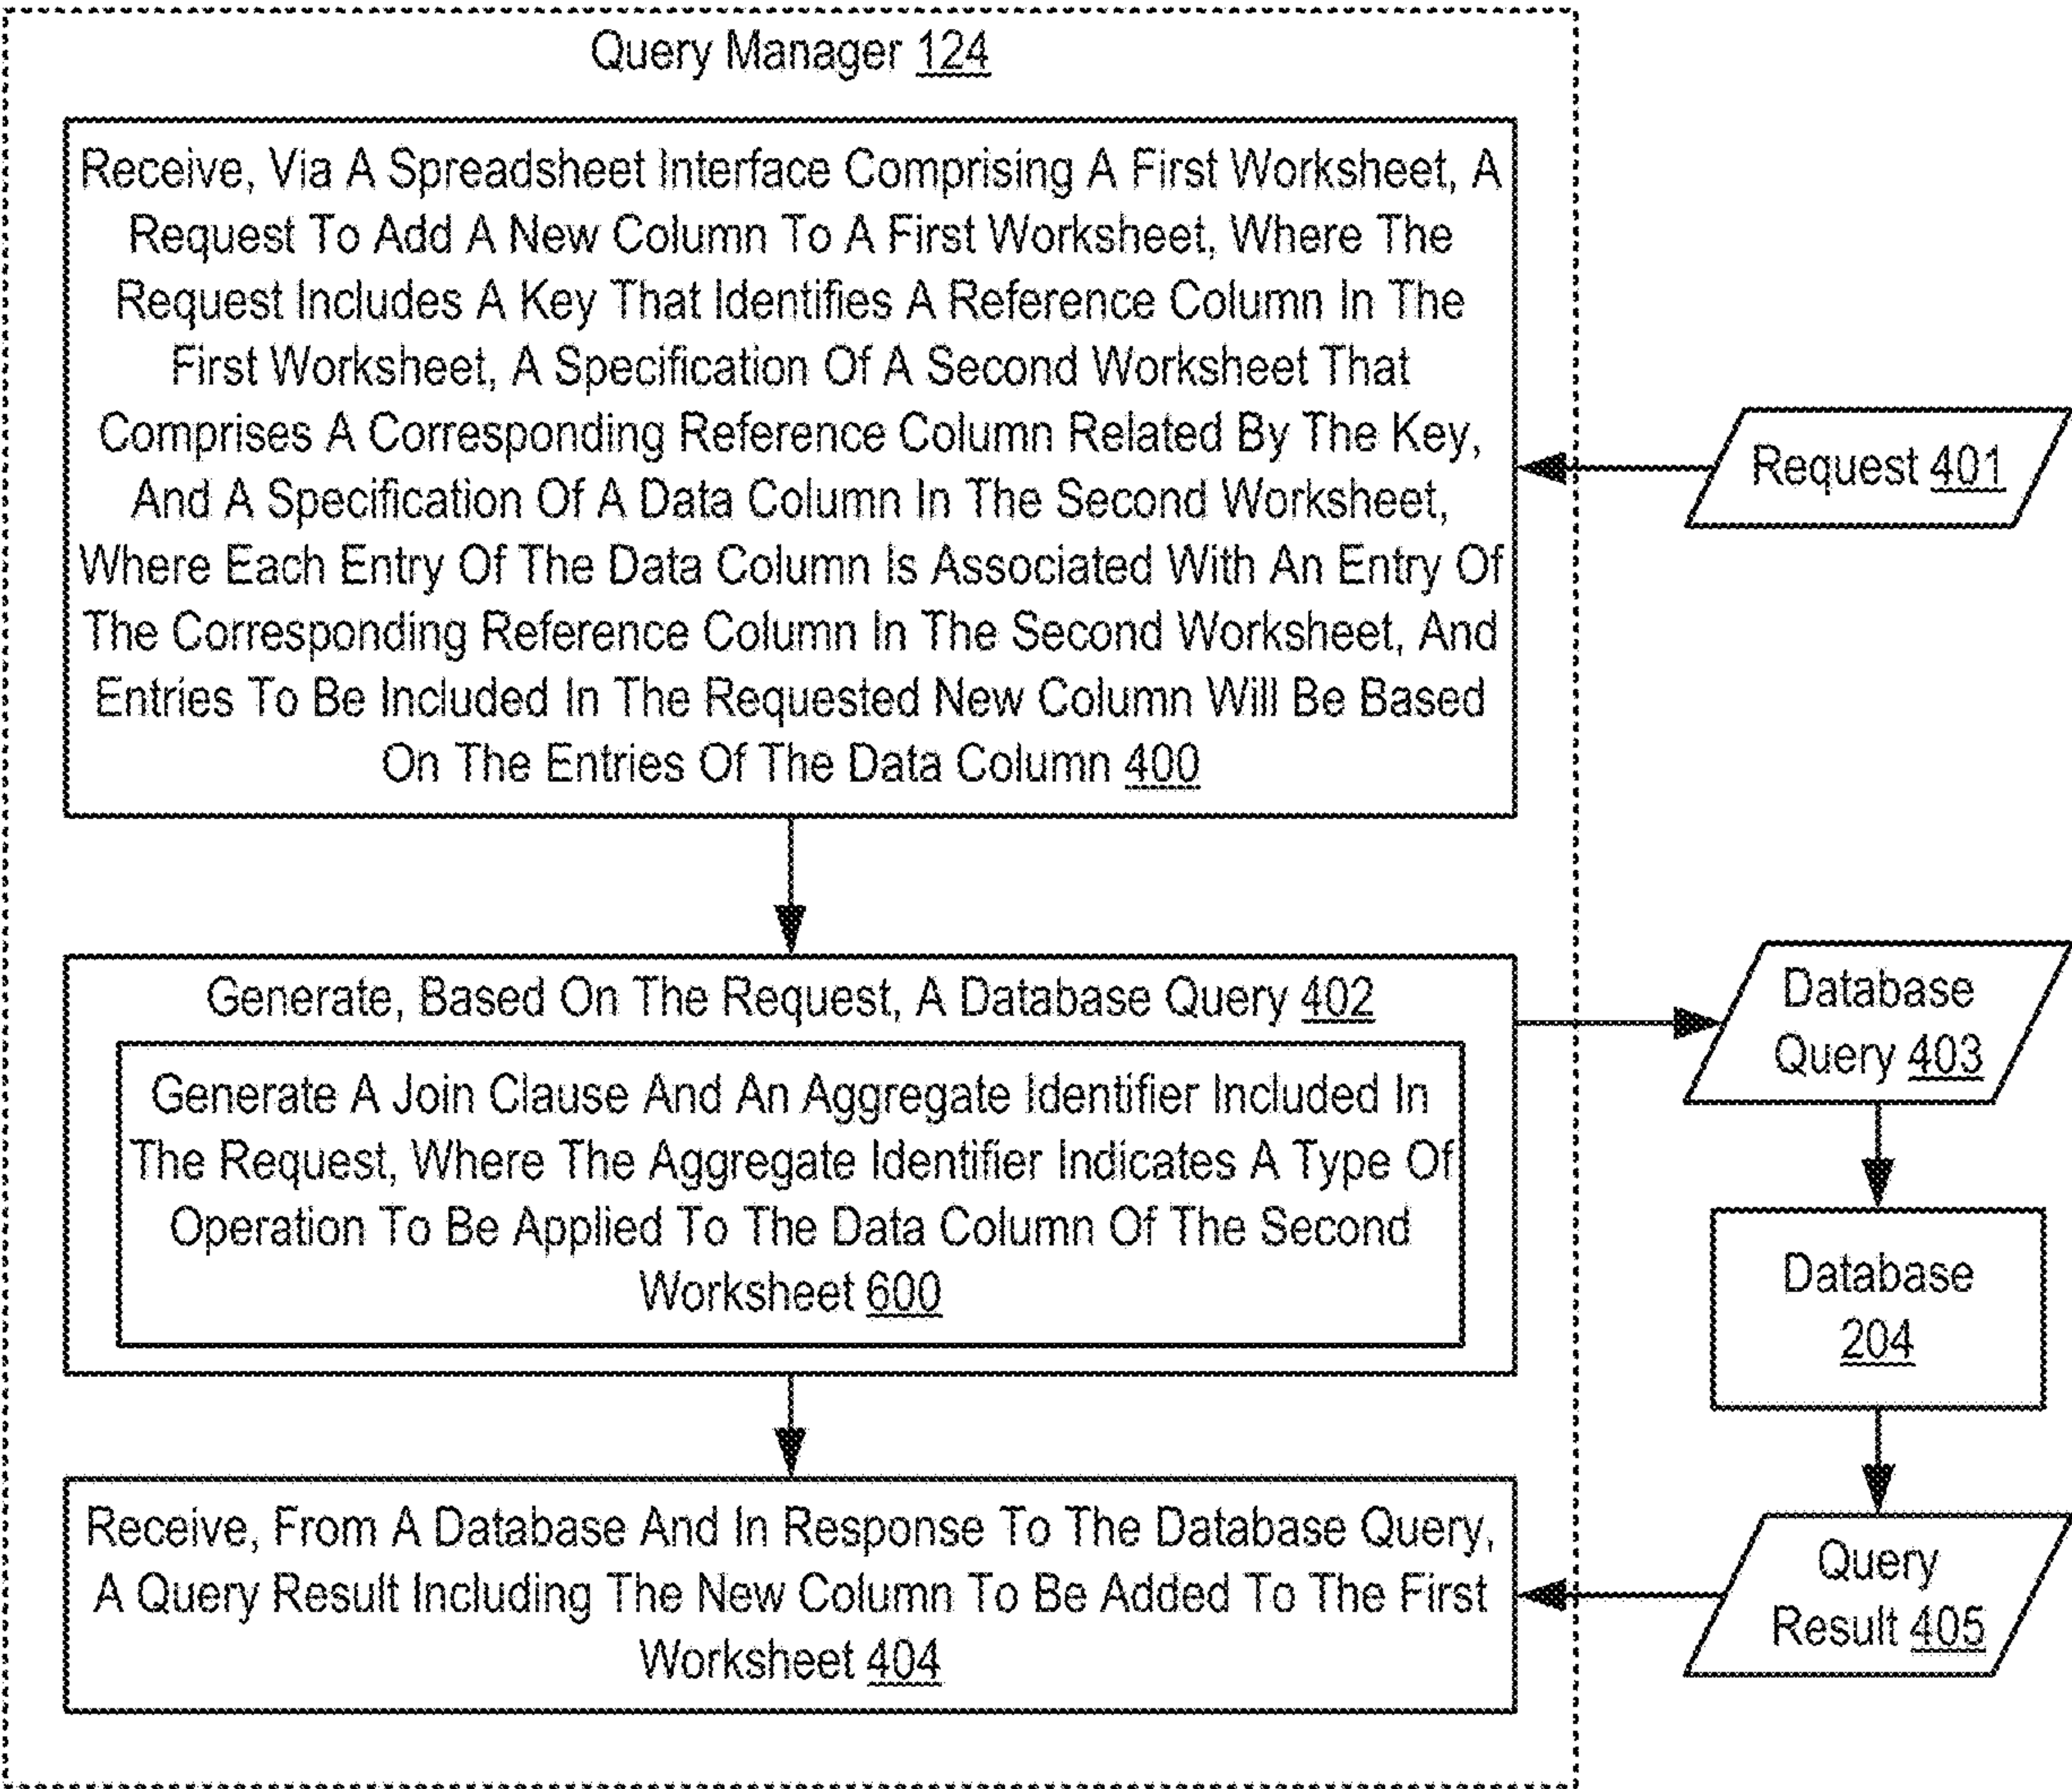 Query Manager 124
Receive, Via A Spreadsheet Interface Comprising A First Worksheet, A
Request To Add A New Column To A First Worksheet, Where The
Request Includes A Key That Identifies A Reference Column In The
First Worksheet, A Specification Of A Second Worksheet That
Comprises A Corresponding Reference Column Related By The Key,
And A Specification Of A Data Column In The Second Worksheet,
Where Each Entry Of The Data Column Is Associated With An Entry Of
The Corresponding Reference Column In The Second Worksheet, And
Entries To Be Included In The Requested New Column Will Be Based
On The Entries Of The Data Column 400
Request 401
Generate, Based On The Request, A Database Query 402
Generate A Join Clause And An Aggregate Identifier Included In
The Request, Where The Aggregate Identifier Indicates A Type Of
Operation To Be Applied To The Data Column Of The Second
Worksheet 600
Database
Query 403
Database
204
Receive, From A Database And In Response To The Database Query,
A Query Result Including The New Column To Be Added To The First
Worksheet 404
Query
Result 405